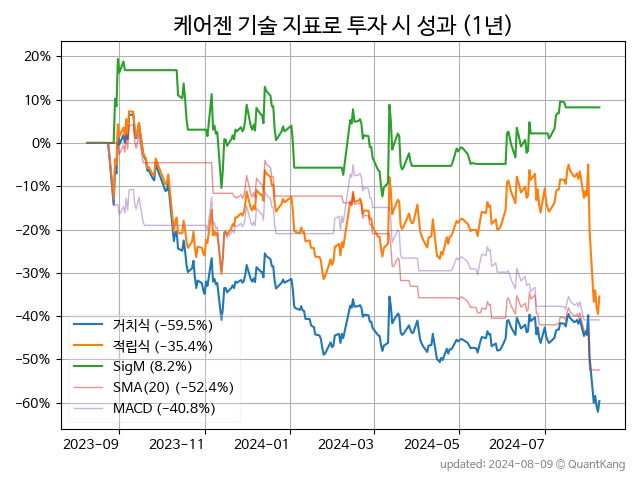 케어젠 기술 지표로 투자 시 성과 (1년)
20%
10%
0%
−10%
−20%
−30%
−40%
−50%
−60%
거치식 (−59.5%)
적립식 (−35.4%)
SigM (8.2%)
SMA(20) (−52.4%)
MACD (−40.8%)
2023−09
2023−11
2024−01
2024−03
2024−05
2024−07
updated: 2024−08−09 © QuantKang